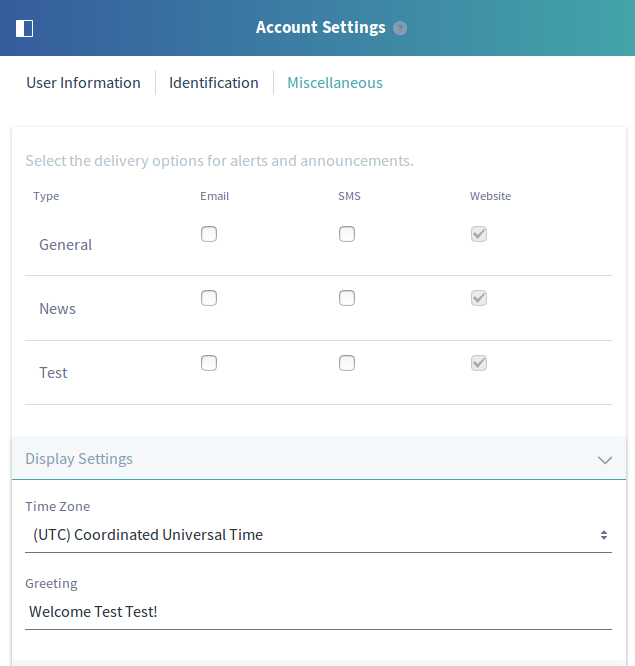 Account Settings ?
User Information Identification Miscellaneous
Select the delivery options for alerts and announcements.
Type Email SMS Website
General
News
Test
Display Settings
Time Zone
(UTC) Coordinated Universal Time
Greeting
Welcome Test Test!